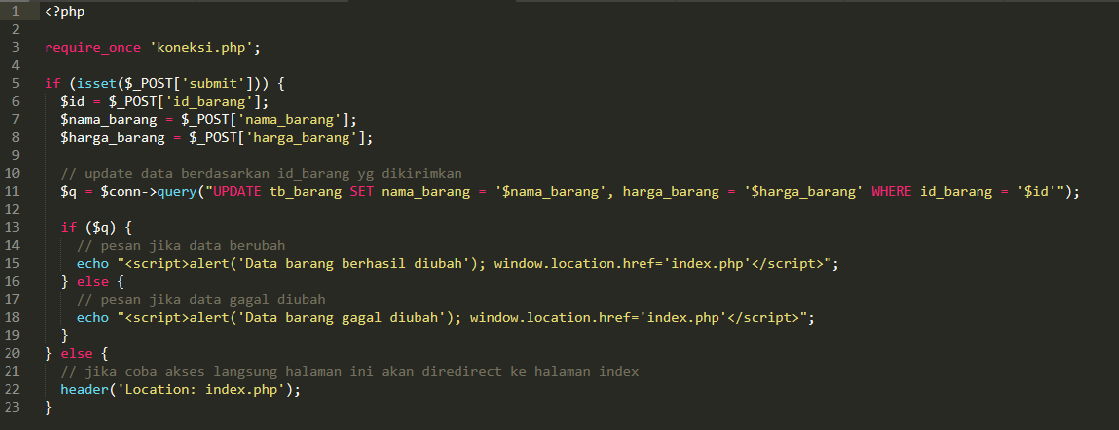 1 <?php
2
3 require_once 'koneksi.php';
4
5 if (isset($_POST['submit'])) {
6   $id = $_POST['id_barang'];
7   $nama_barang = $_POST['nama_barang'];
8   $harga_barang = $_POST['harga_barang'];
9
10   // update data berdasarkan id_barang yg dikirimkan
11   $q = $conn->query("UPDATE tb_barang SET nama_barang = '$nama_barang', harga_barang = '$harga_barang' WHERE id_barang = '$id'");
12
13   if ($q) {
14     // pesan jika data berubah
15     echo "<script>alert('Data barang berhasil diubah'); window.location.href='index.php'</script>";
16   } else {
17     // pesan jika data gagal diubah
18     echo "<script>alert('Data barang gagal diubah'); window.location.href='index.php'</script>";
19   }
20 } else {
21   // jika coba akses langsung halaman ini akan diredirect ke halaman index
22   header('Location: index.php');
23 }